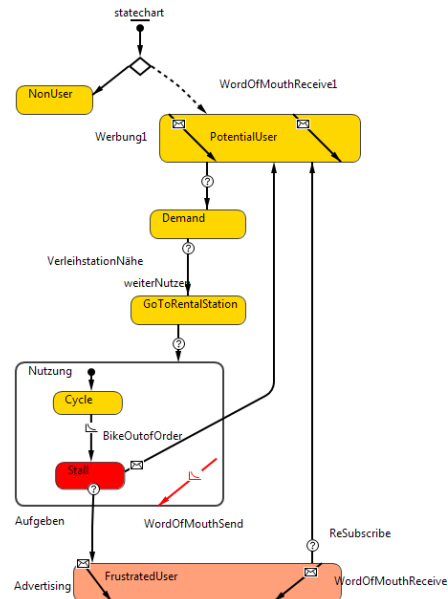 statechart
WordOfMouthReceive1
NonUser
Werbung1
PotentialUser
Demand
VerleihstationNähe
weiterNutzen
GoToRentalStation
Nutzung
Cycle
BikeOutofOrder
Stall
Aufgeben
WordOfMouthSend
ReSubscribe
FrustratedUser
Advertising
WordOfMouthReceive